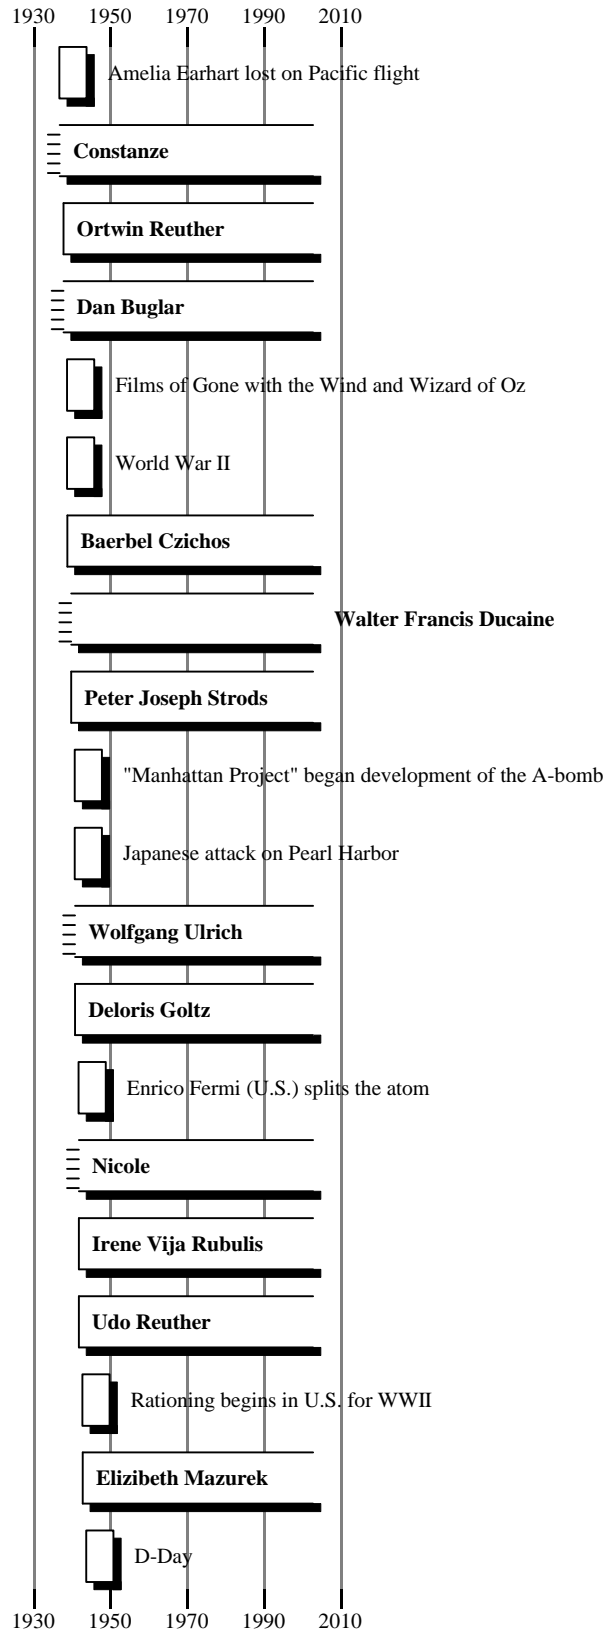 1930 1950 1970 1990 2010
Amelia Earhart lost on Pacific flight
Constanze
Ortwin Reuther
Dan Buglar
Films of Gone with the Wind and Wizard of Oz
World War II
Baerbel Czichos
Walter Francis Ducaine
Peter Joseph Strods
"Manhattan Project" began development of the A-bomb
Japanese attack on Pearl Harbor
Wolfgang Ulrich
Deloris Goltz
Enrico Fermi (U.S.) splits the atom
Nicole
Irene Vija Rubulis
Udo Reuther
Rationing begins in U.S. for WWII
Elizibeth Mazurek
D-Day
1930 1950 1970 1990 2010